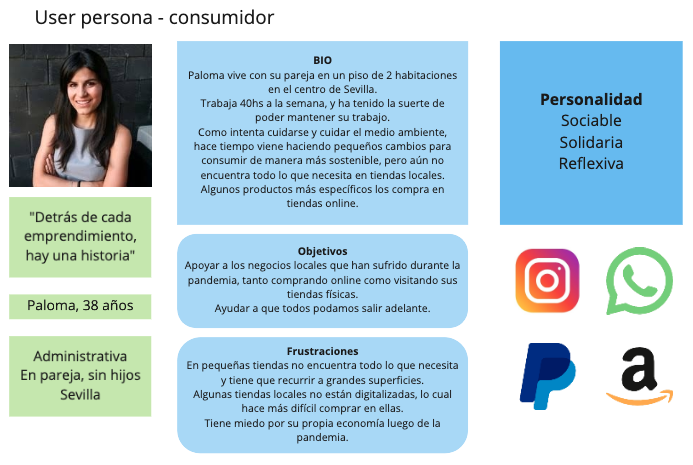 User persona - consumidor
"Detrás de cada
emprendimiento,
hay una historia"
Paloma, 38 años
Administrativa
En pareja, sin hijos
Sevilla
BIO
Paloma vive con su pareja en un piso de 2 habitaciones
en el centro de Sevilla.
Trabaja 40hs a la semana, y ha tenido la suerte de
poder mantener su trabajo.
Como intenta cuidarse y cuidar el medio ambiente,
hace tiempo viene haciendo pequeños cambios para
consumir de manera más sostenible, pero aún no
encuentra todo lo que necesita en tiendas locales.
Algunos productos más específicos los compra en
tiendas online.
Objetivos
Apoyar a los negocios locales que han sufrido durante la
pandemia, tanto comprando online como visitando sus
tiendas físicas.
Ayudar a que todos podamos salir adelante.
Frustraciones
En pequeñas tiendas no encuentra todo lo que necesita
y tiene que recurrir a grandes superficies.
Algunas tiendas locales no están digitalizadas, lo cual
hace más difícil comprar en ellas.
Tiene miedo por su propia economía luego de la
pandemia.
Personalidad
Sociable
Solidaria
Reflexiva